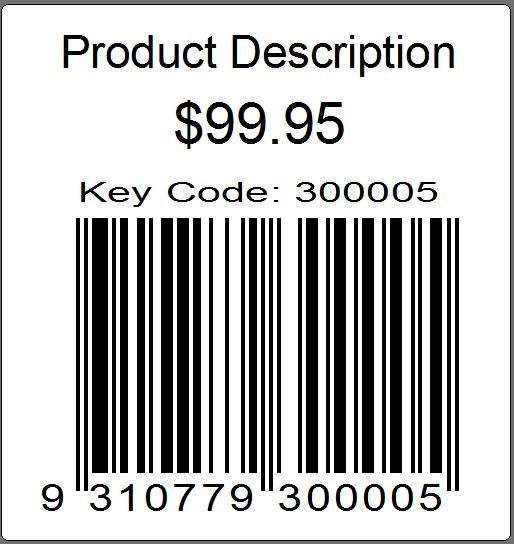 Product Description
$99.95
Key Code: 300005
9 310779 300005